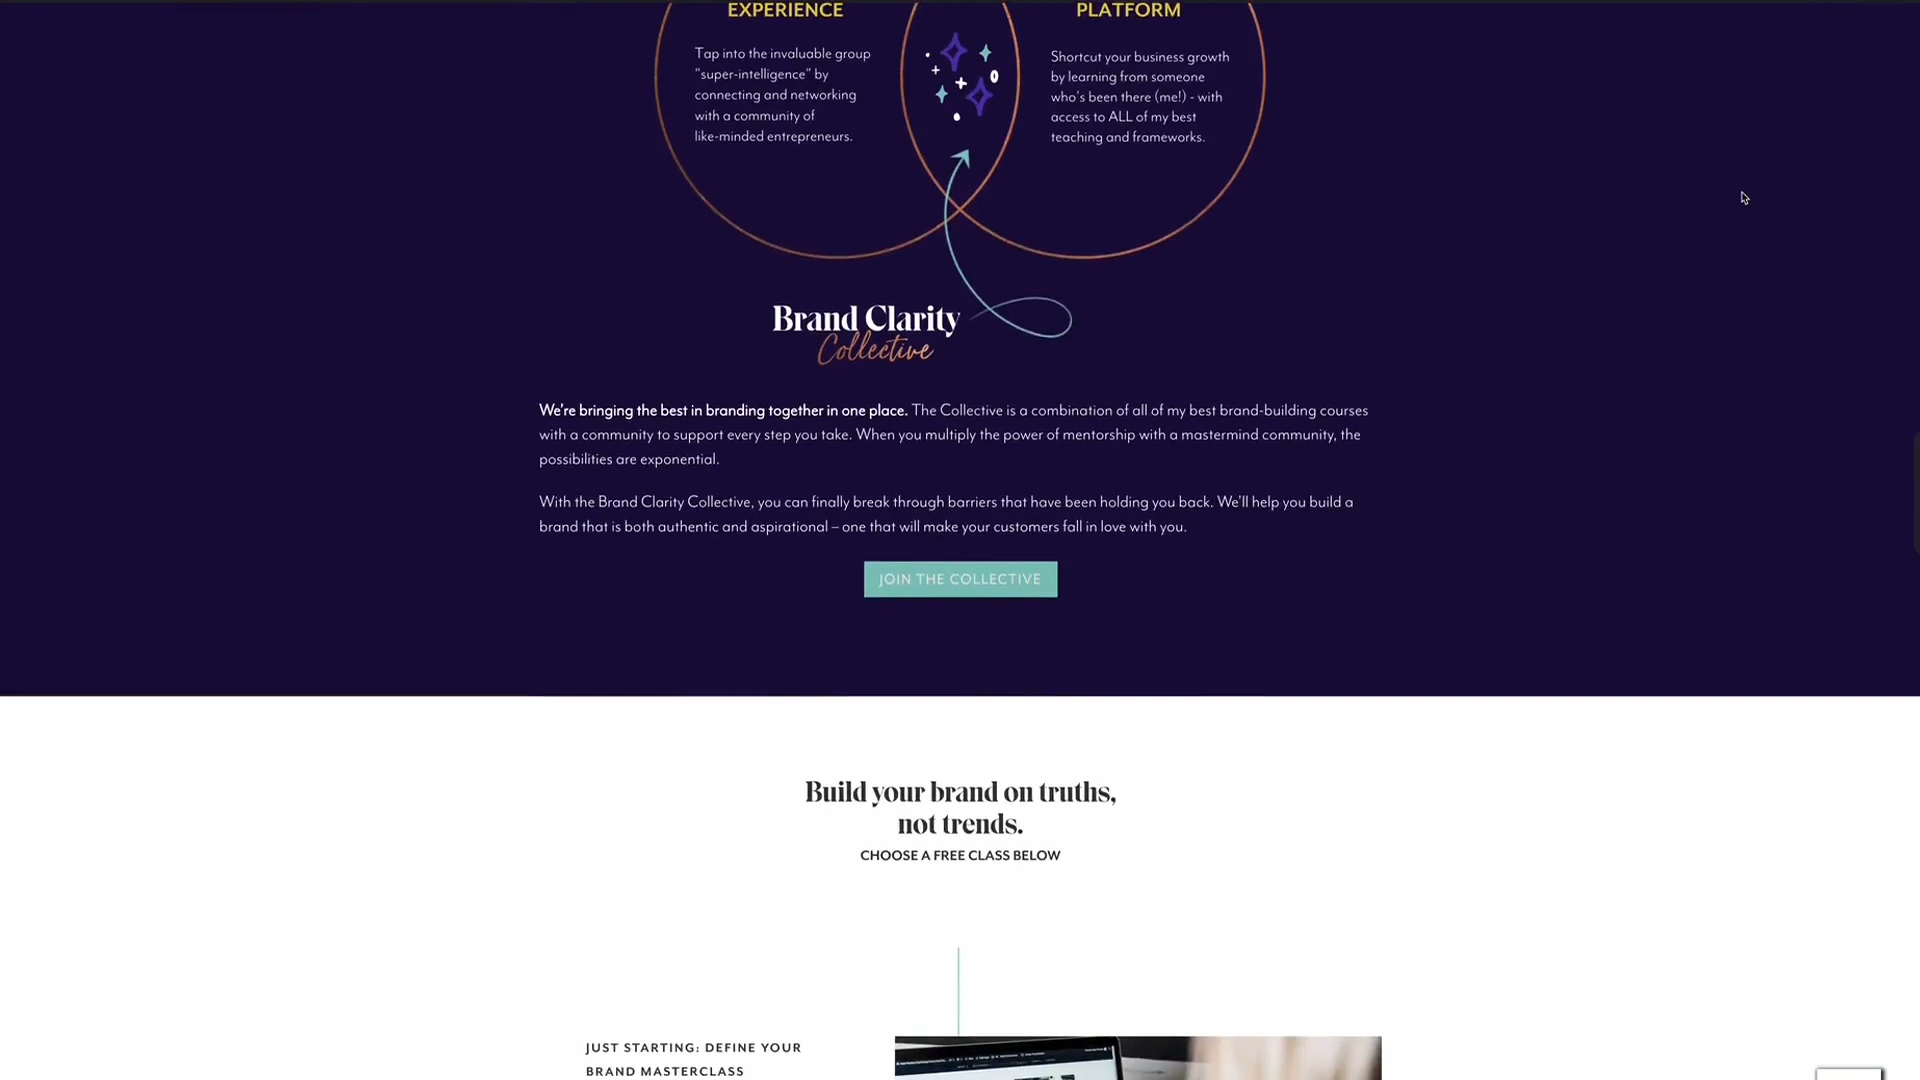 EXPERIENCE
Tap into the invaluable group
"super-intelligence" by
connecting and networking
with a community of
like-minded entrepreneurs.
PLATFORM
Shortcut your business growth
by learning from someone
who's been there (me!) - with
access to ALL of my best
teaching and frameworks.
Brand Clarity
Collective
We're bringing the best in branding together in one place. The Collective is a combination of all of my best brand-building courses
with a community to support every step you take. When you multiply the power of mentorship with a mastermind community, the
possibilities are exponential.
With the Brand Clarity Collective, you can finally break through barriers that have been holding you back. We'll help you build a
brand that is both authentic and aspirational – one that will make your customers fall in love with you.
JOIN THE COLLECTIVE
Build your brand on truths,
not trends.
CHOOSE A FREE CLASS BELOW
JUST STARTING: DEFINE YOUR
BRAND MASTERCLASS